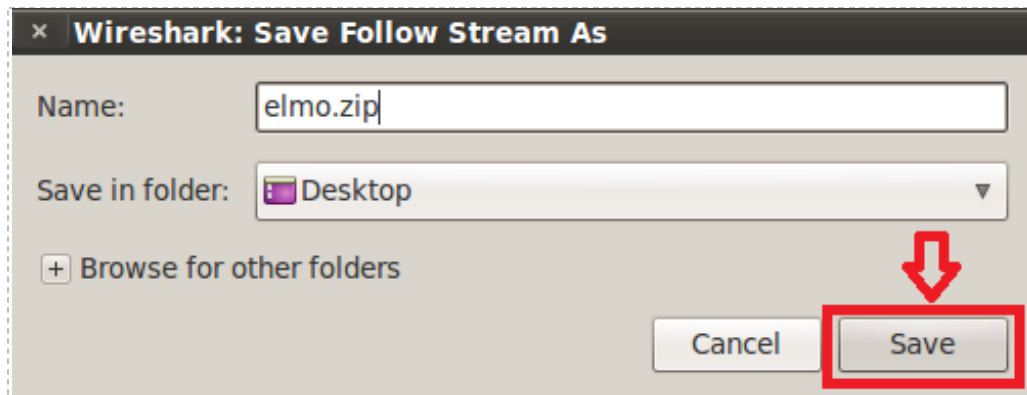 × Wireshark: Save Follow Stream As
Name: elmo.zip
Save in folder: Desktop
+ Browse for other folders
Cancel Save